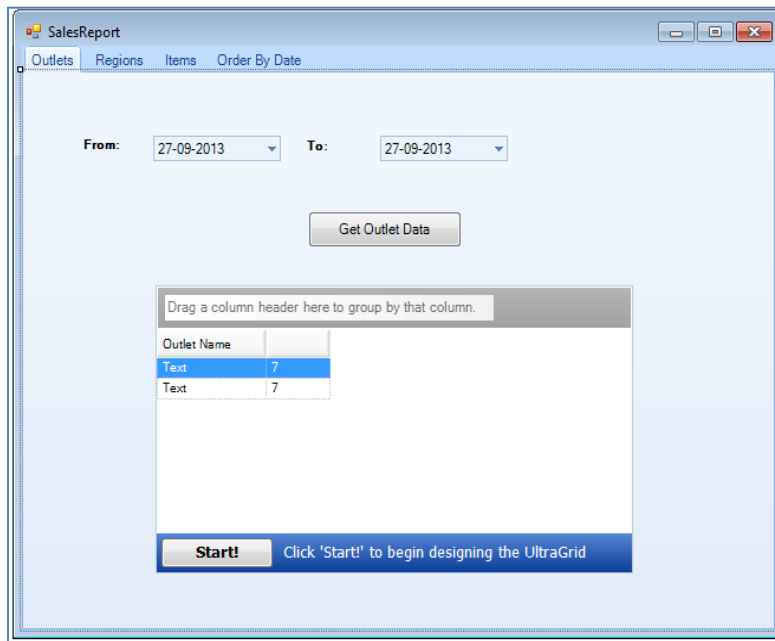 SalesReport
Outlets Regions Items Order By Date
From: 27-09-2013 To: 27-09-2013
Get Outlet Data
Drag a column header here to group by that column.
Outlet Name
Text 7
Text 7
Start! Click 'Start!' to begin designing the UltraGrid